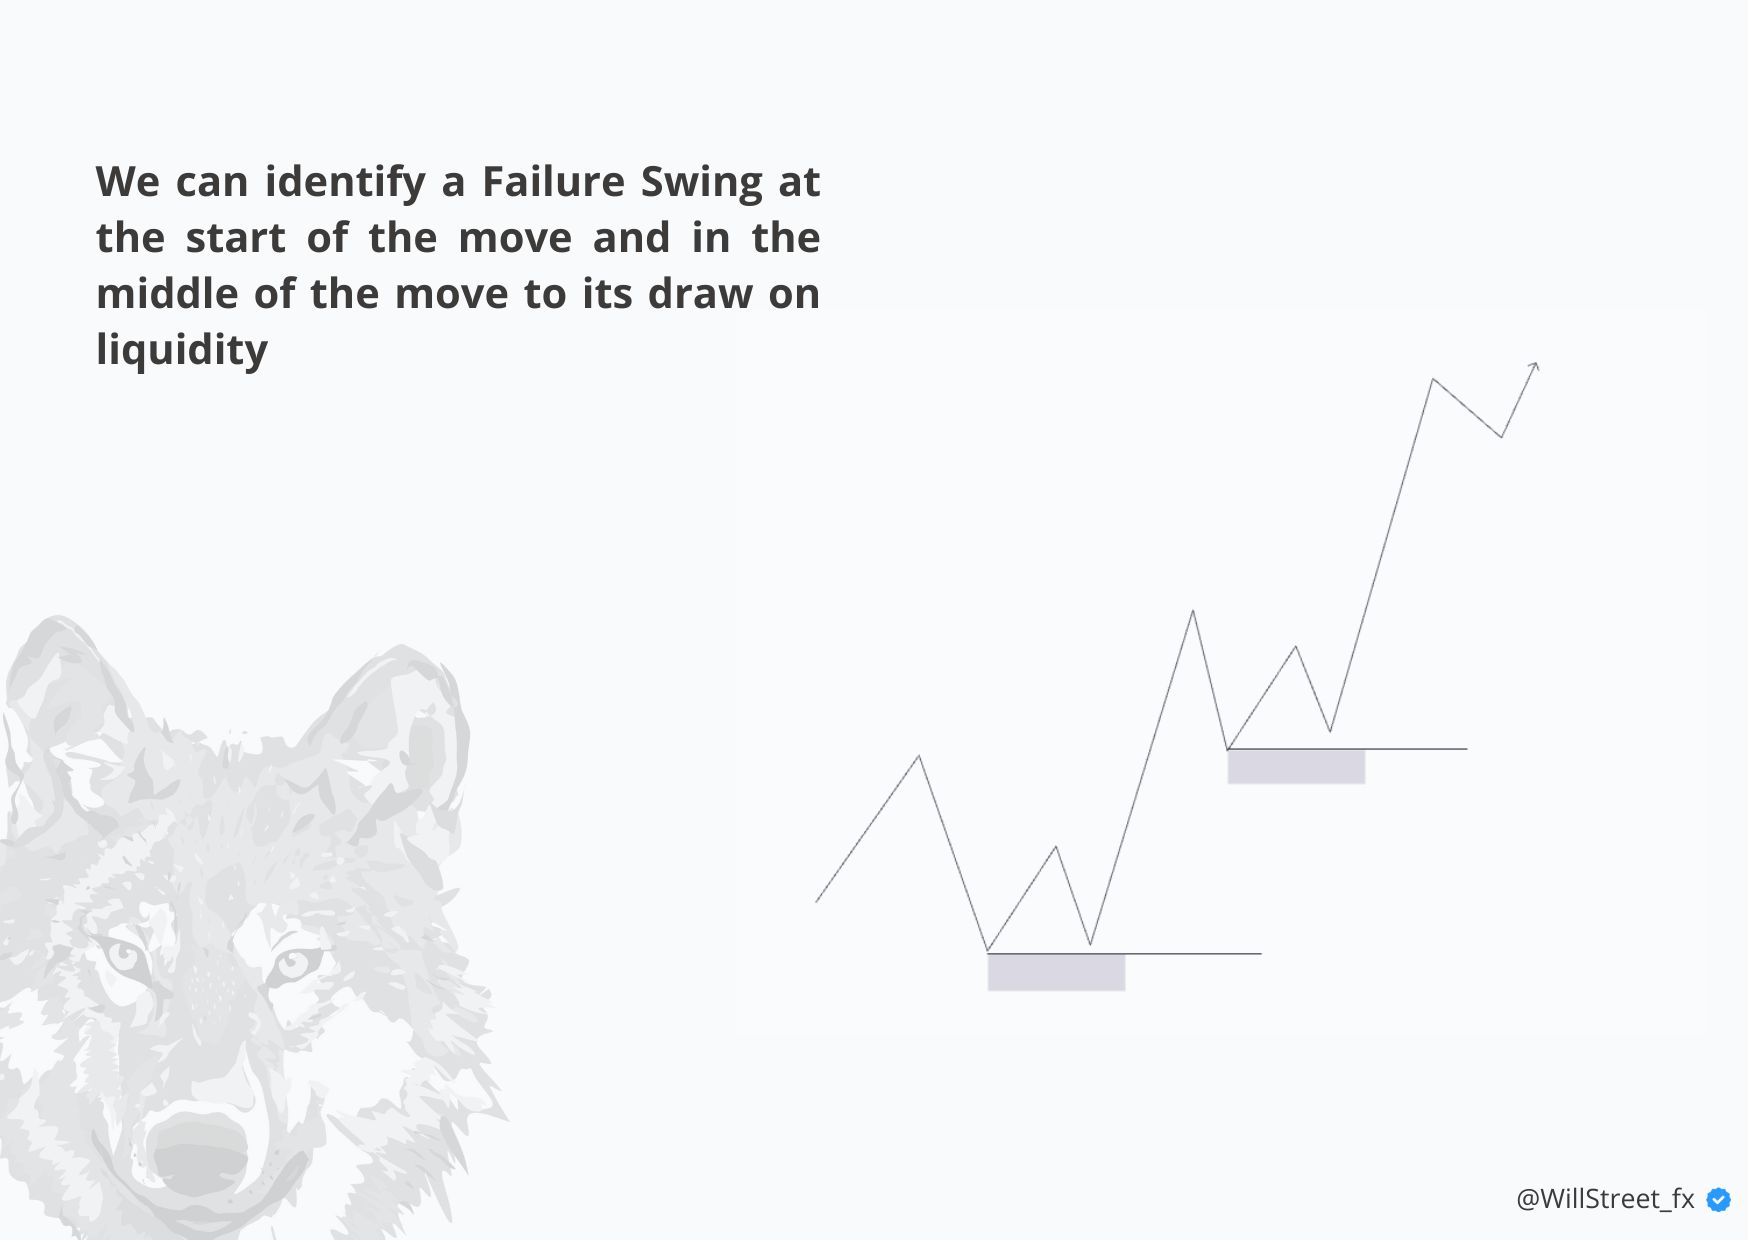 We can identify a Failure Swing at
the start of the move and in the
middle of the move to its draw on
liquidity
@WillStreet_fx